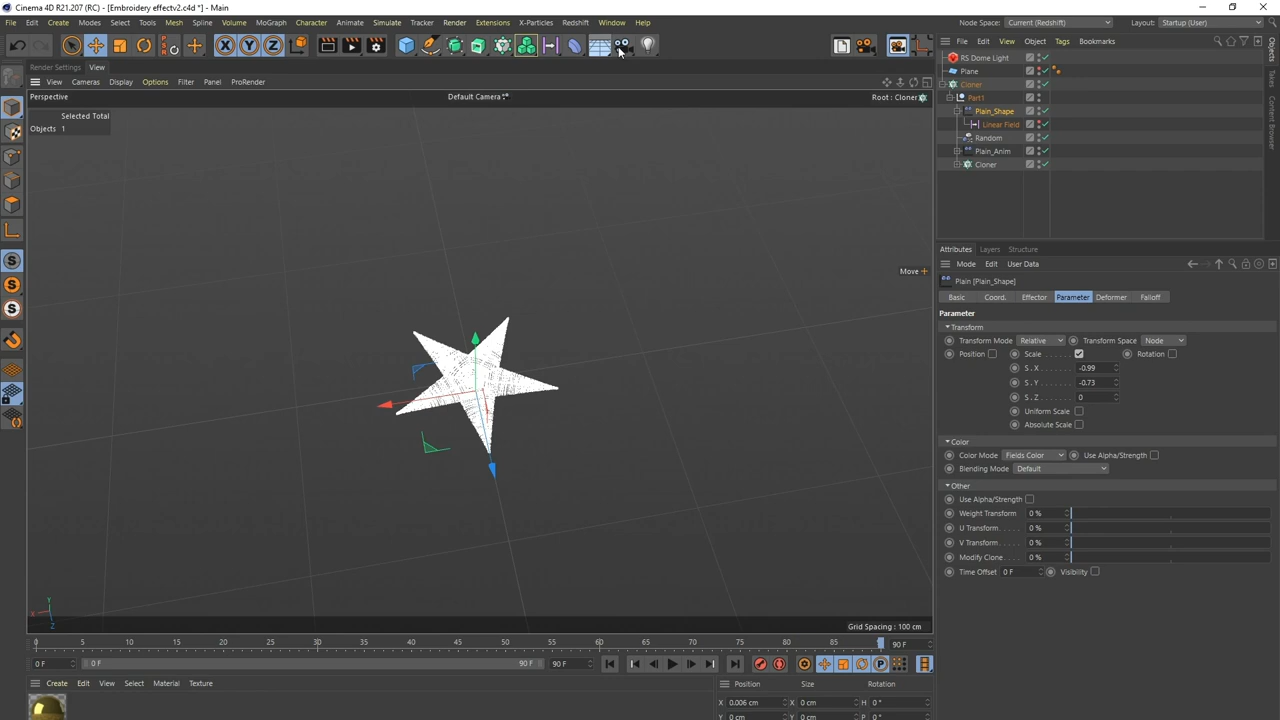 Cinema 4D R21.207 (RC) - [Embroidery effectv2.c4d *] - Main
File Edit Create Modes Select Tools Mesh Spline Volume MoGraph Character Animate Simulate Tracker Render Extensions X-Particles Redshift Window Help
Node Space: Current (Redshift) Layout: Startup (User)
Render Settings View
View Cameras Display Options Filter Panel ProRender
Perspective Default Camera Root : Cloner
Selected Total
Objects 1
Move
Grid Spacing : 100 cm
File Edit View Object Tags Bookmarks
RS Dome Light
Plane
Cloner
Part1
Plain_Shape
Linear Field
Random
Plain_Anim
Cloner
Objects
Takes
Content Browser
Attributes Layers Structure
Mode Edit User Data
Plain [Plain_Shape]
Basic Coord. Effector Parameter Deformer Falloff
Parameter
Transform
Transform Mode Relative Transform Space Node
Position Scale Rotation
S . X -0.99
S . Y -0.73
S . Z 0
Uniform Scale
Absolute Scale
Color
Color Mode Fields Color Use Alpha/Strength
Blending Mode Default
Other
Use Alpha/Strength
Weight Transform 0 %
U Transform 0 %
V Transform 0 %
Modify Clone 0 %
Time Offset 0 F Visibility
X Y Z
Y
X
Z
0 5 10 15 20 25 30 35 40 45 50 55 60 65 70 75 80 85 90 F
0 F 0 F 90 F 90 F
Create Edit View Select Material Texture
Position Size Rotation
X 0.006 cm X 0 cm H 0 °
Y 0 cm Y 0 cm P 0 °